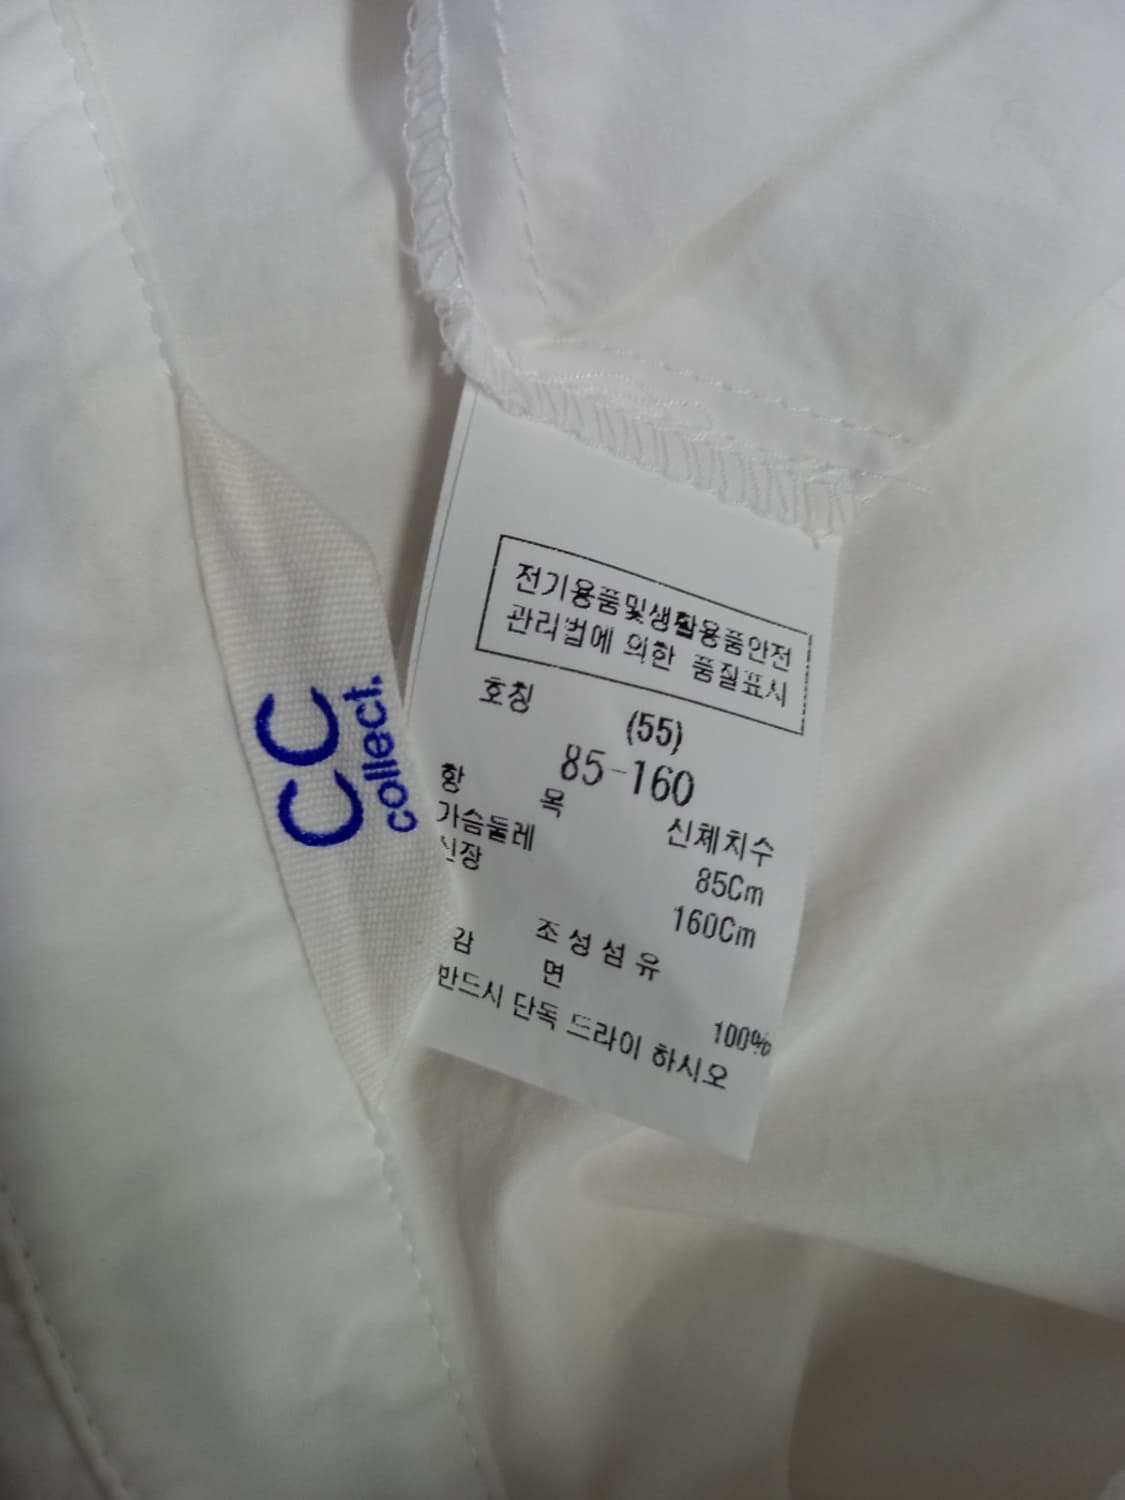 CC
collect.
전기용품및생활용품안전
관리법에 의한 품질표시
호칭
(55)
85-160
항 목 신체치수
가슴둘레 85Cm
신장 160Cm
감 조성섬유
면 100%
반드시 단독 드라이 하시오